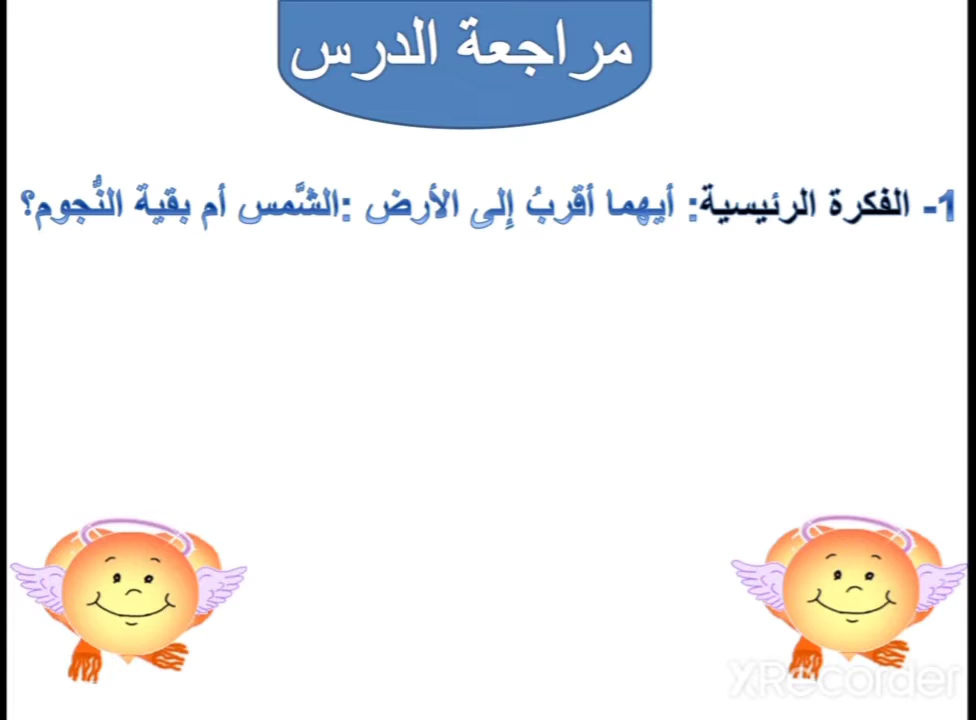 مراجعة الدرس
1- الفكرة الرئيسية: أيهما أقربُ إلى الأرض :الشَّمس أم بقية النُّجوم؟
XRecorder